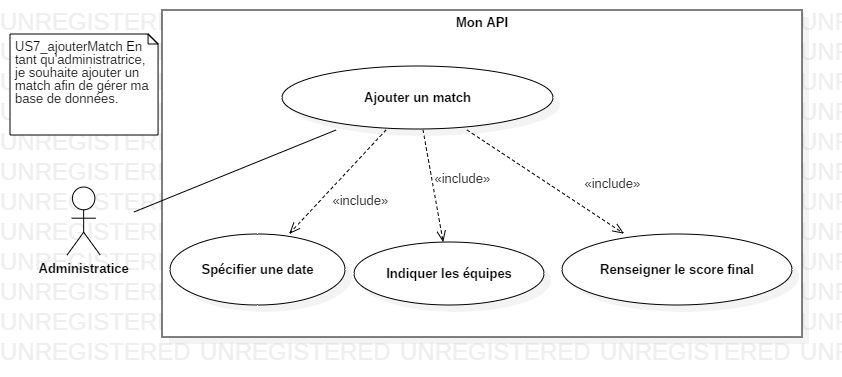 Mon API
US7_ajouterMatch En
tant qu'administratrice,
je souhaite ajouter un
match afin de gérer ma
base de données.
Ajouter un match
«include»
«include»
«include»
Administratice
Spécifier une date
Indiquer les équipes
Renseigner le score final
UNREGISTERED UNREGISTERED UNREGISTERED UNREGISTERED